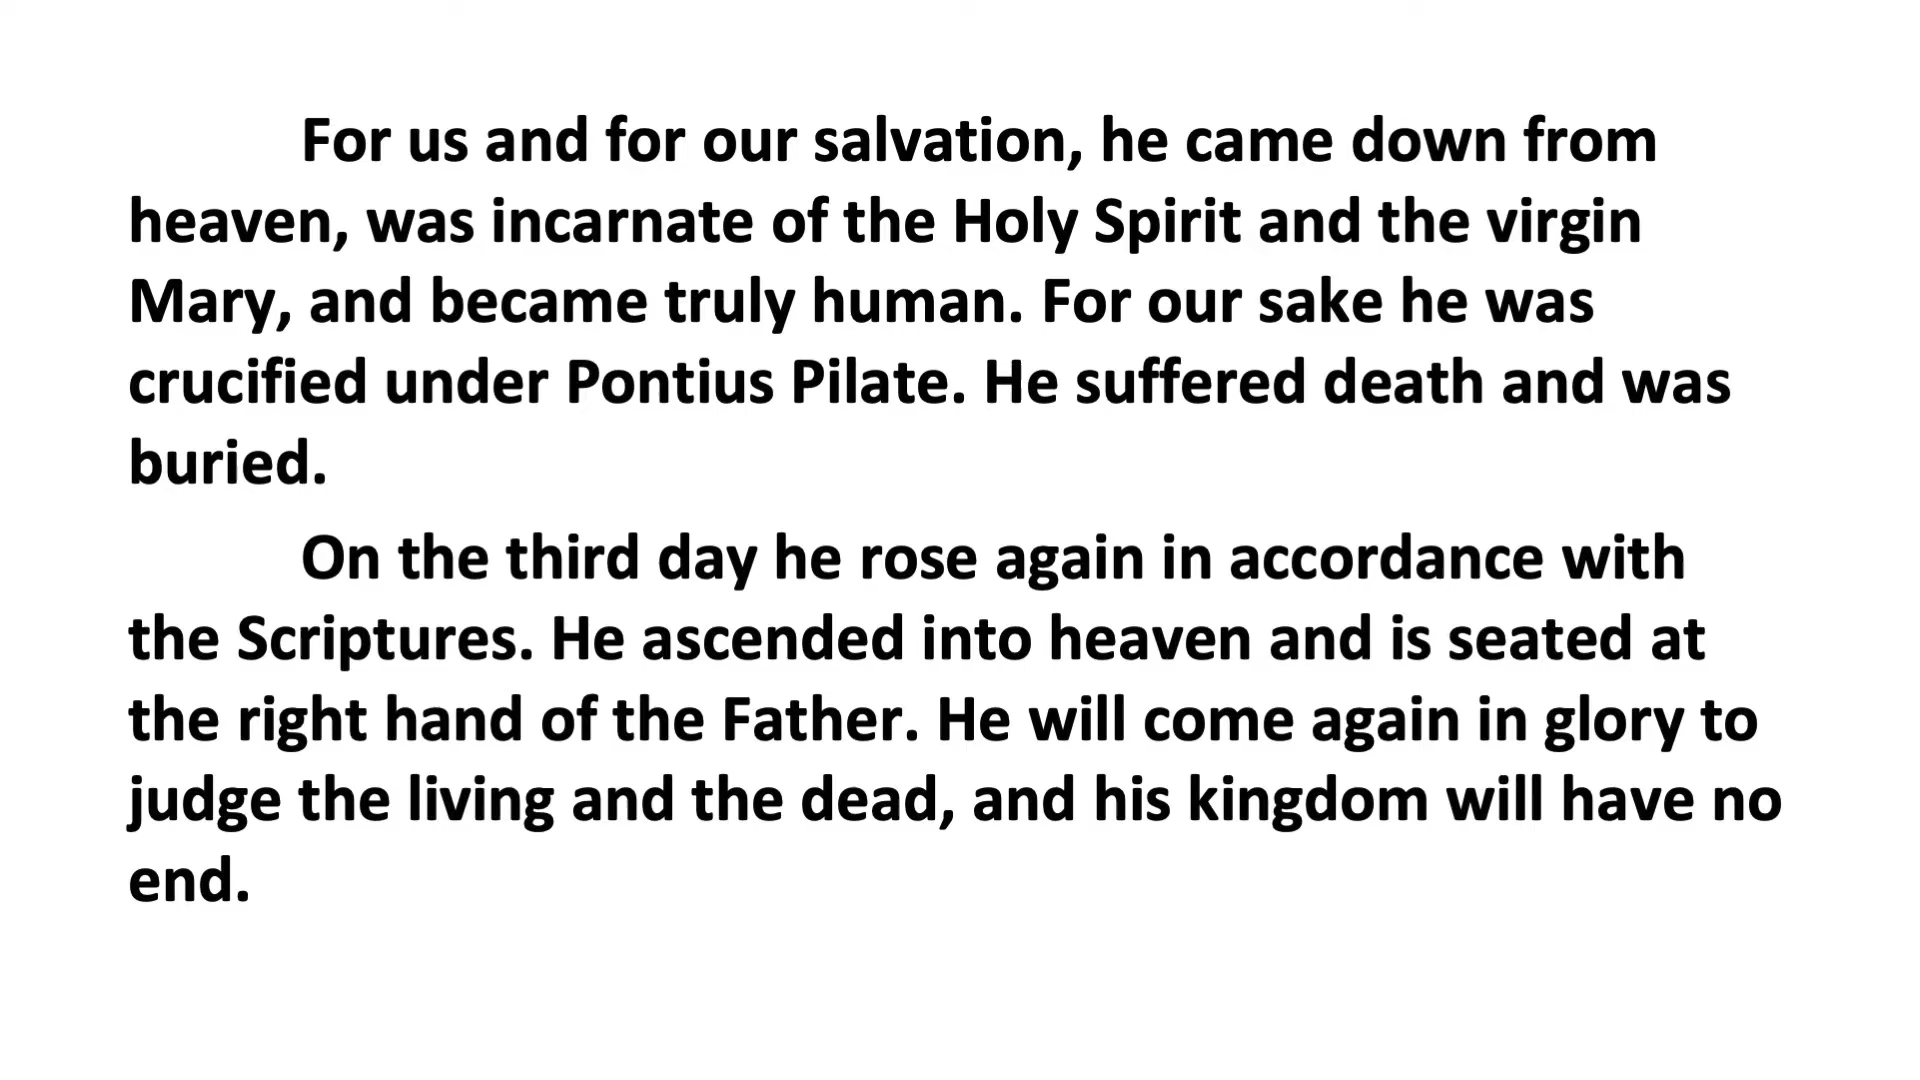 For us and for our salvation, he came down from
heaven, was incarnate of the Holy Spirit and the virgin
Mary, and became truly human. For our sake he was
crucified under Pontius Pilate. He suffered death and was
buried.
On the third day he rose again in accordance with
the Scriptures. He ascended into heaven and is seated at
the right hand of the Father. He will come again in glory to
judge the living and the dead, and his kingdom will have no
end.